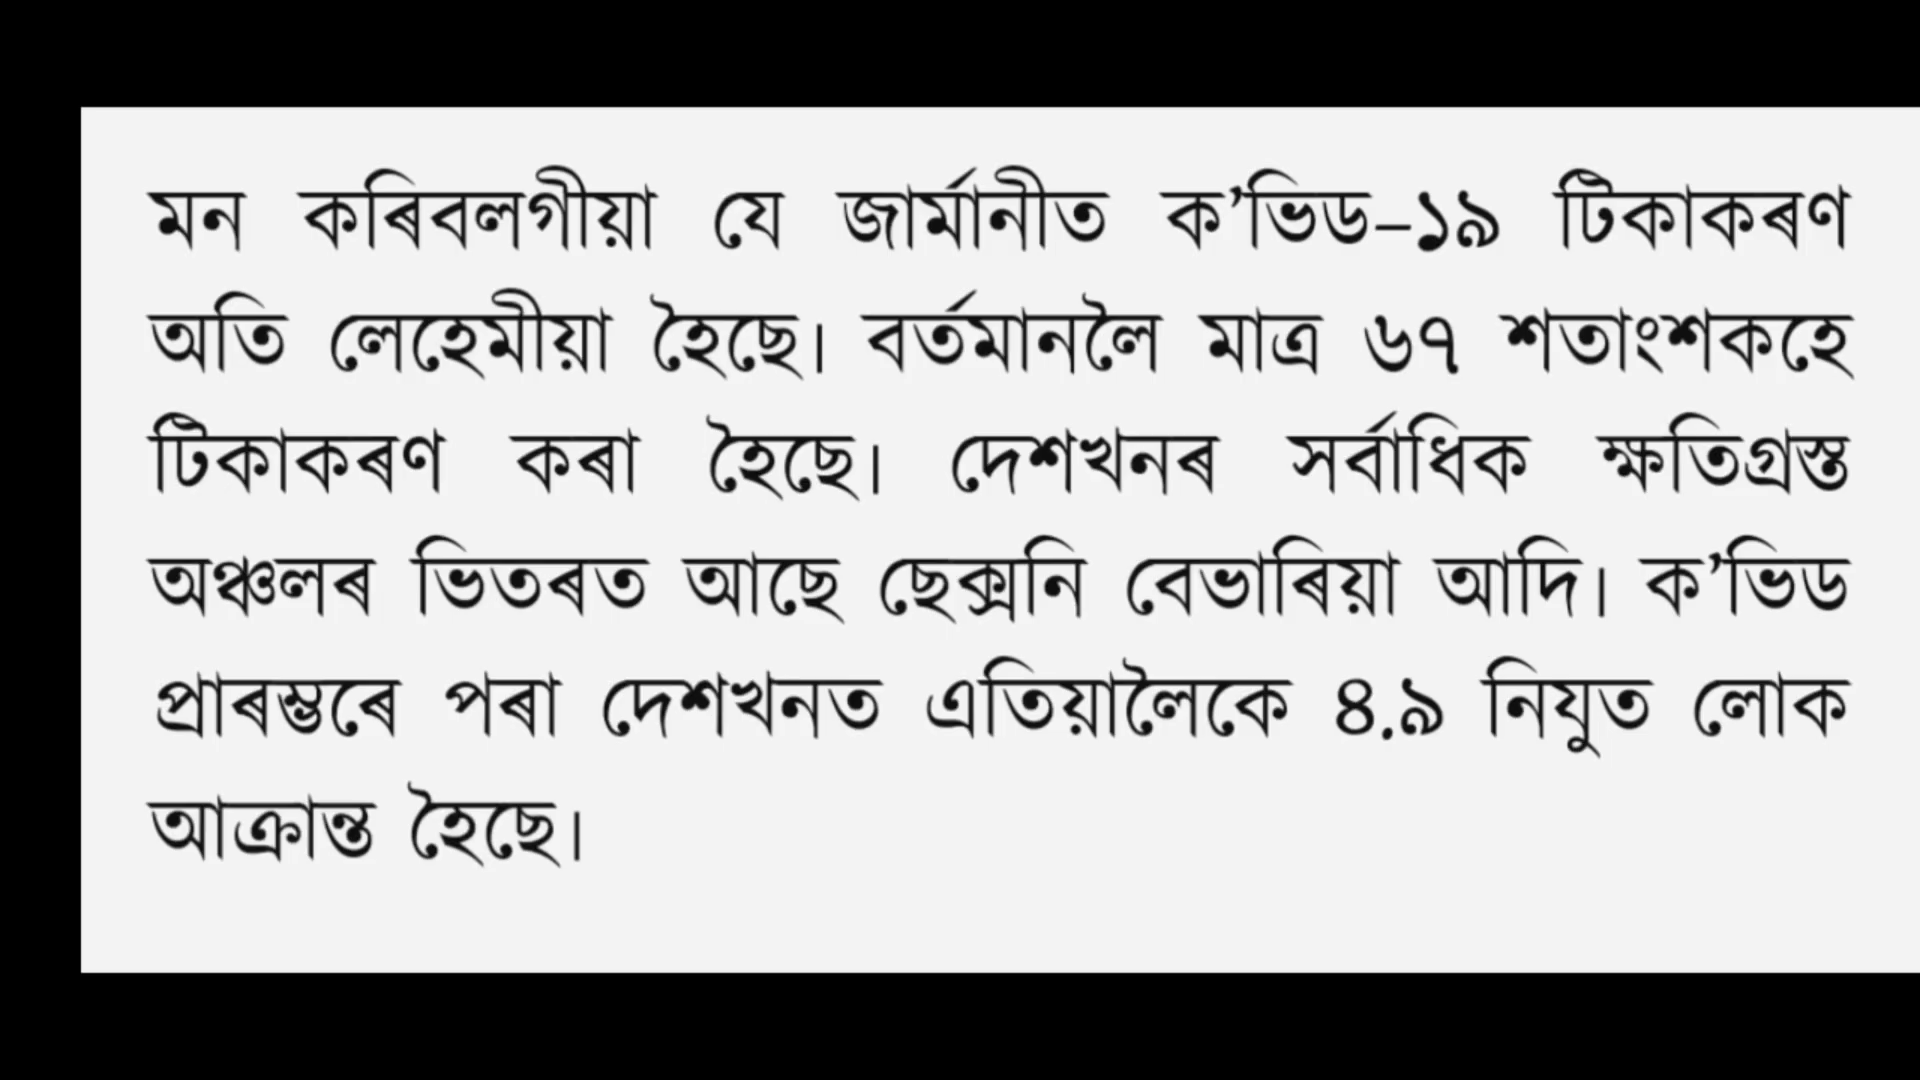 মন কৰিবলগীয়া যে জাৰ্মানীত ক’ভিড–১৯ টিকাকৰণ
অতি লেহেমীয়া হৈছে। বৰ্তমানলৈ মাত্ৰ ৬৭ শতাংশকহে
টিকাকৰণ কৰা হৈছে। দেশখনৰ সৰ্বাধিক ক্ষতিগ্ৰস্ত
অঞ্চলৰ ভিতৰত আছে ছেক্সনি বেভাৰিয়া আদি। ক’ভিড
প্ৰাৰম্ভৰে পৰা দেশখনত এতিয়ালৈকে ৪.৯ নিযুত লোক
আক্ৰান্ত হৈছে।